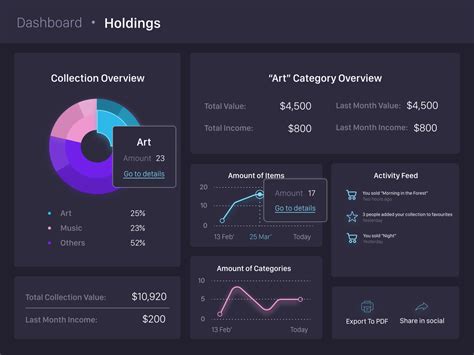 Dashboard • Holdings
Collection Overview
Art
Amount 23
Go to details
Art 25%
Music 23%
Others 52%
Total Collection Value: $10,920
Last Month Income: $200
“Art” Category Overview
Total Value: $4,500 Last Month Value: $4,500
Total Income: $800 Last Month Income: $800
Amount of Items
20
10
0
Amount 17
Go to details
13 Feb' 25 Mar' Today
Amount of Categories
10
5
0
13 Feb' Today
Activity Feed
You sold "Morning in the Forest"
Two hours Ago
3 people added your collection to favourites
Yesterday
You sold "Night"
Yesterday
Export To PDF Share in social